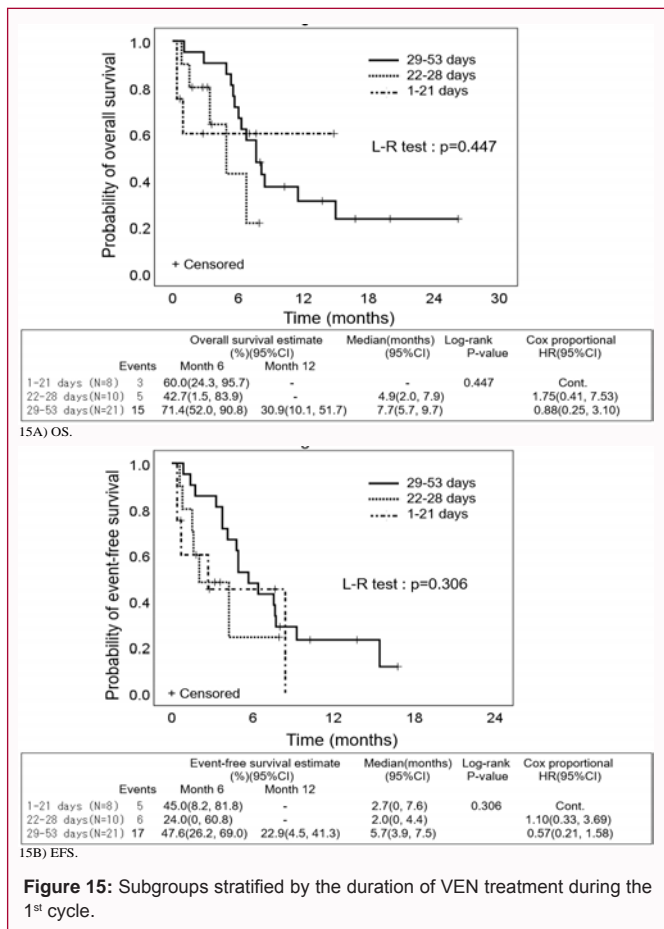 1.0
0.8
0.6
0.4
0.2
0.0
Probability of overall survival
29-53 days
22-28 days
1-21 days
L-R test : p=0.447
+ Censored
0 6 12 18 24 30
Time (months)
Overall survival estimate Median(months) Log-rank Cox proportional
(%)(95%CI) (95%CI) P-value HR(95%CI)
Events Month 6 Month 12
1-21 days (N=8) 3 60.0(24.3, 95.7) - - 0.447 Cont.
22-28 days(N=10) 5 42.7(1.5, 83.9) - 4.9(2.0, 7.9) 1.75(0.41, 7.53)
29-53 days(N=21) 15 71.4(52.0, 90.8) 30.9(10.1, 51.7) 7.7(5.7, 9.7) 0.88(0.25, 3.10)
15A) OS.
1.0
0.8
0.6
0.4
0.2
0.0
Probability of event-free survival
29-53 days
22-28 days
1-21 days
L-R test : p=0.306
+ Censored
0 6 12 18 24
Time (months)
Event-free survival estimate Median(months) Log-rank Cox proportional
(%)(95%CI) (95%CI) P-value HR(95%CI)
Events Month 6 Month 12
1-21 days (N=8) 5 45.0(8.2, 81.8) - 2.7(0, 7.6) 0.306 Cont.
22-28 days(N=10) 6 24.0(0, 60.8) - 2.0(0, 4.4) 1.10(0.33, 3.69)
29-53 days(N=21) 17 47.6(26.2, 69.0) 22.9(4.5, 41.3) 5.7(3.9, 7.5) 0.57(0.21, 1.58)
15B) EFS.
Figure 15: Subgroups stratified by the duration of VEN treatment during the
1st cycle.